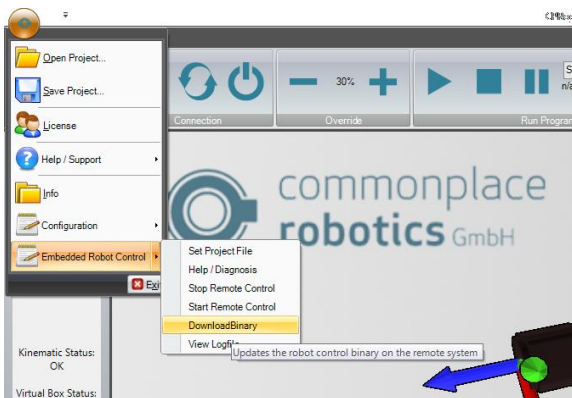 Open Project...
Save Project...
License
Help / Support
Info
Configuration
Embedded Robot Control
Exit
Set Project File
Help / Diagnosis
Stop Remote Control
Start Remote Control
DownloadBinary
View Logfile
Updates the robot control binary on the remote system
Connection
30%
Override
Run Program
commonplace
robotics GmbH
Kinematic Status:
OK
Virtual Box Status: